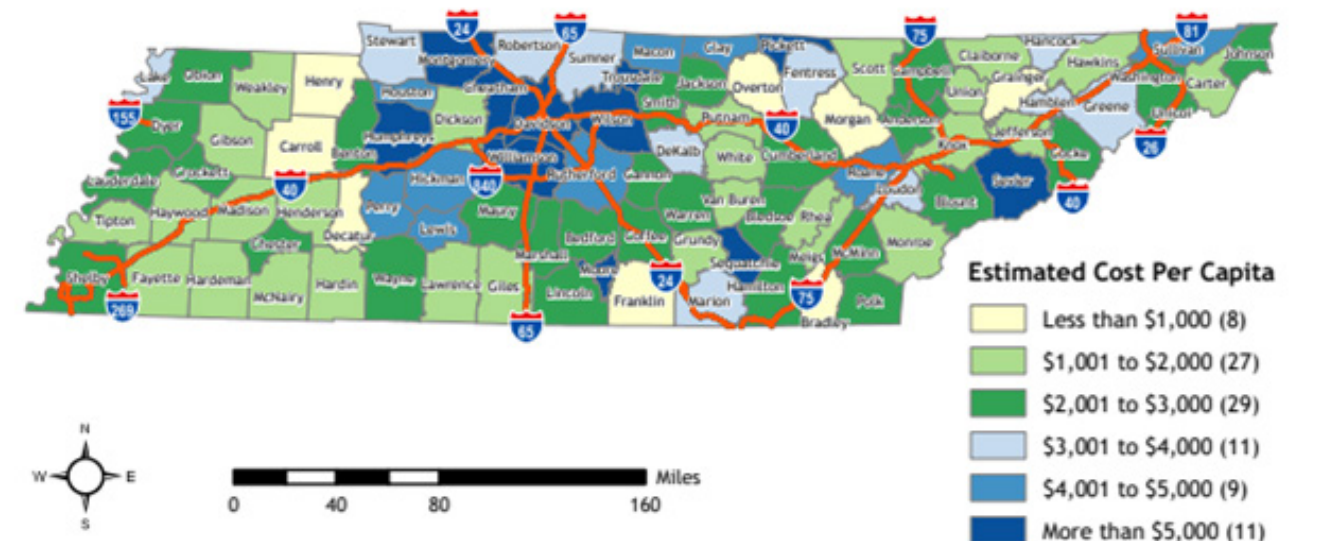 24
65
75
81
Stewart
Montgomery
Robertson
Sumner
Macon
Clay
Pickett
Hancock
Sullivan
Johnson
Lake
Obion
Weakley
Henry
Houston
Cheatham
Trousdale
Jackson
Overton
Fentress
Scott
Campbell
Claiborne
Grainger
Hawkins
Washington
Carter
155
Dyer
Gibson
Carroll
Benton
Humphreys
Dickson
Davidson
Wilson
Smith
Putnam
40
Morgan
Anderson
Union
Hamblen
Greene
Unicoi
26
Jefferson
Knox
Cocke
40
Lauderdale
Crockett
40
Hickman
Williamson
840
Rutherford
Cannon
DeKalb
White
Cumberland
Roane
Loudon
Blount
Sevier
Tipton
Haywood
Madison
Henderson
Decatur
Perry
Lewis
Maury
Bedford
Coffee
Warren
Van Buren
Bledsoe
Rhea
Monroe
Shelby
Fayette
Hardeman
Chester
McNairy
Hardin
Wayne
Lawrence
Giles
Marshall
Lincoln
Moore
Franklin
Grundy
Sequatchie
Marion
Hamilton
Meigs
McMinn
Bradley
Polk
269
65
24
75
Estimated Cost Per Capita
Less than $1,000 (8)
$1,001 to $2,000 (27)
$2,001 to $3,000 (29)
$3,001 to $4,000 (11)
$4,001 to $5,000 (9)
More than $5,000 (11)
N
W E
S
Miles
0 40 80 160